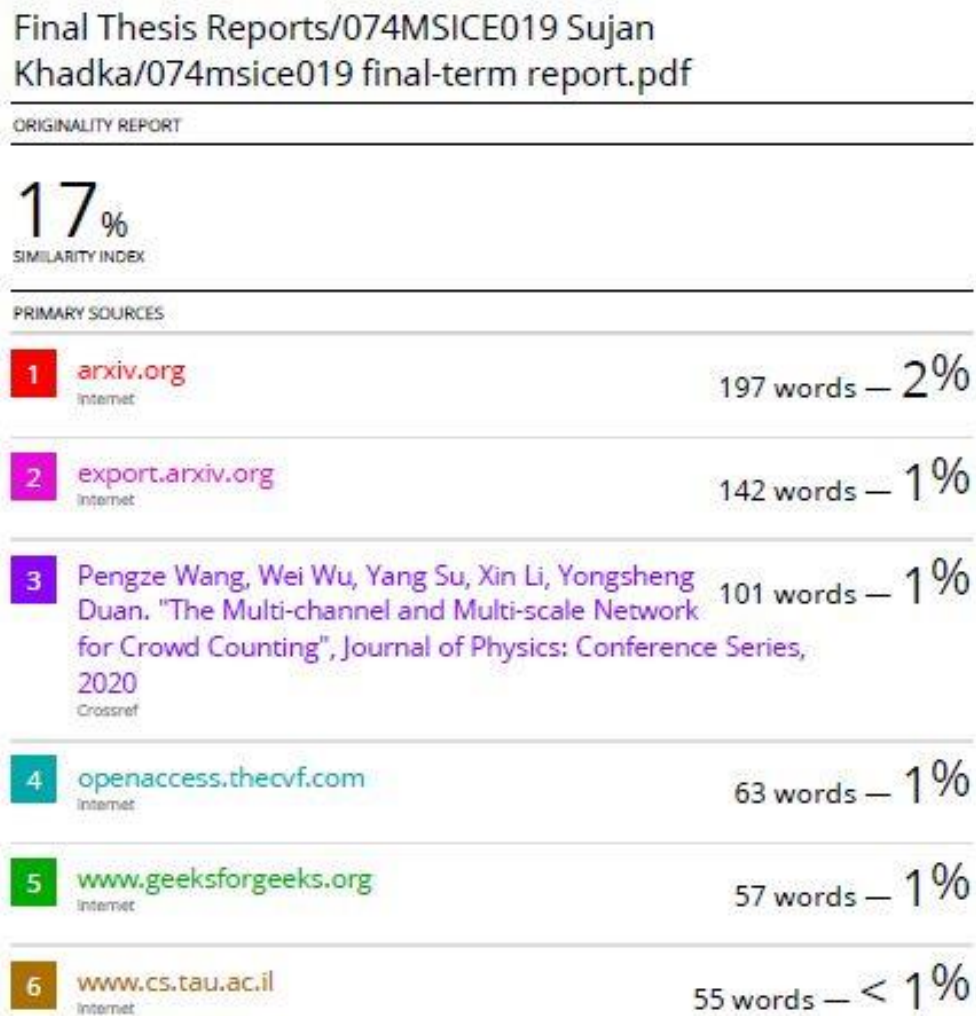 Final Thesis Reports/074MSICE019 Sujan
Khadka/074msice019 final-term report.pdf
ORIGINALITY REPORT
17%
SIMILARITY INDEX
PRIMARY SOURCES
1 arxiv.org 197 words — 2%
Internet
2 export.arxiv.org 142 words — 1%
Internet
3 Pengze Wang, Wei Wu, Yang Su, Xin Li, Yongsheng 101 words — 1%
Duan. "The Multi-channel and Multi-scale Network
for Crowd Counting", Journal of Physics: Conference Series,
2020
Crossref
4 openaccess.thecvf.com 63 words — 1%
Internet
5 www.geeksforgeeks.org 57 words — 1%
Internet
6 www.cs.tau.ac.il 55 words — < 1%
Internet